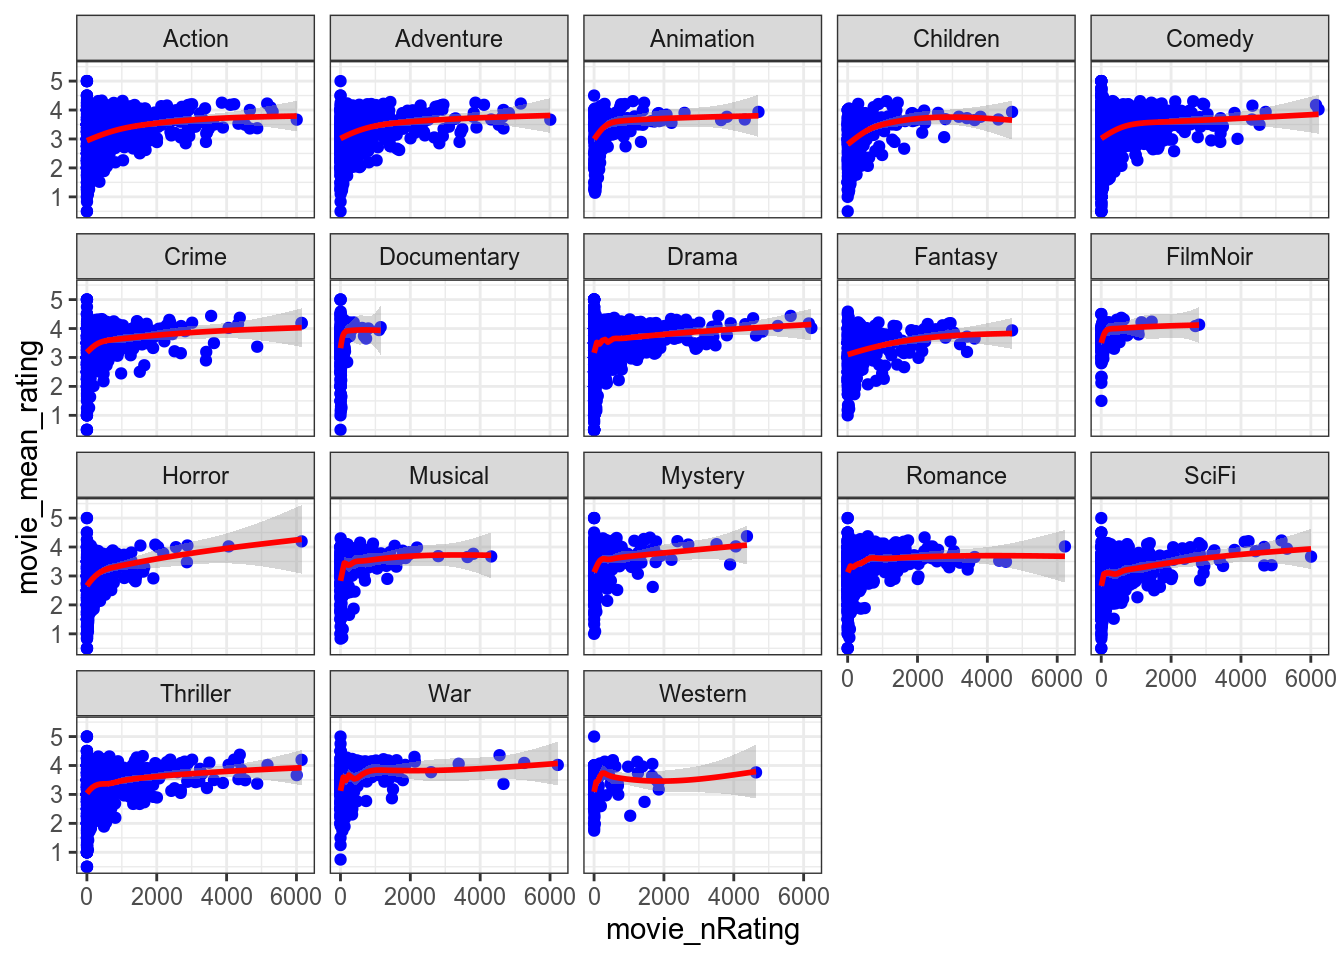 Action Adventure Animation Children Comedy
5
4
3
2
1
Crime Documentary Drama Fantasy FilmNoir
5
4
3
2
1
movie_mean_rating
Horror Musical Mystery Romance SciFi
5
4
3
2
1
0 2000 4000 6000 0 2000 4000 6000
Thriller War Western
5
4
3
2
1
0 2000 4000 6000 0 2000 4000 6000 0 2000 4000 6000
movie_nRating